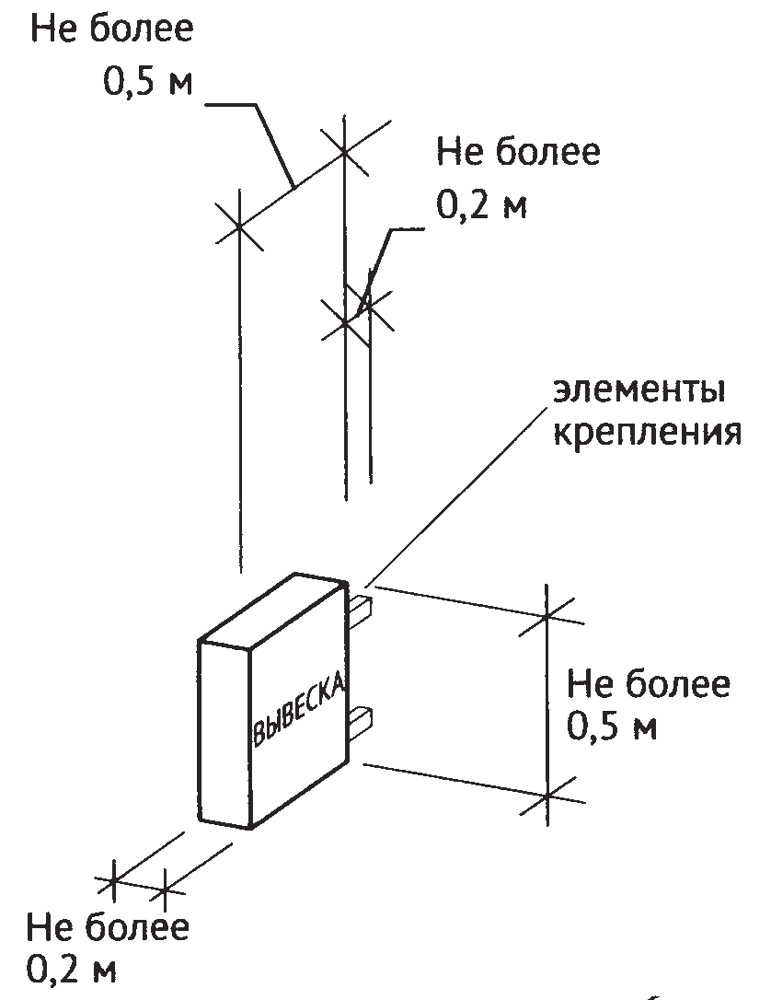 Не более
0,5 м
Не более
0,2 м
элементы
крепления
Не более
0,5 м
ВЫВЕСКА
Не более
0,2 м